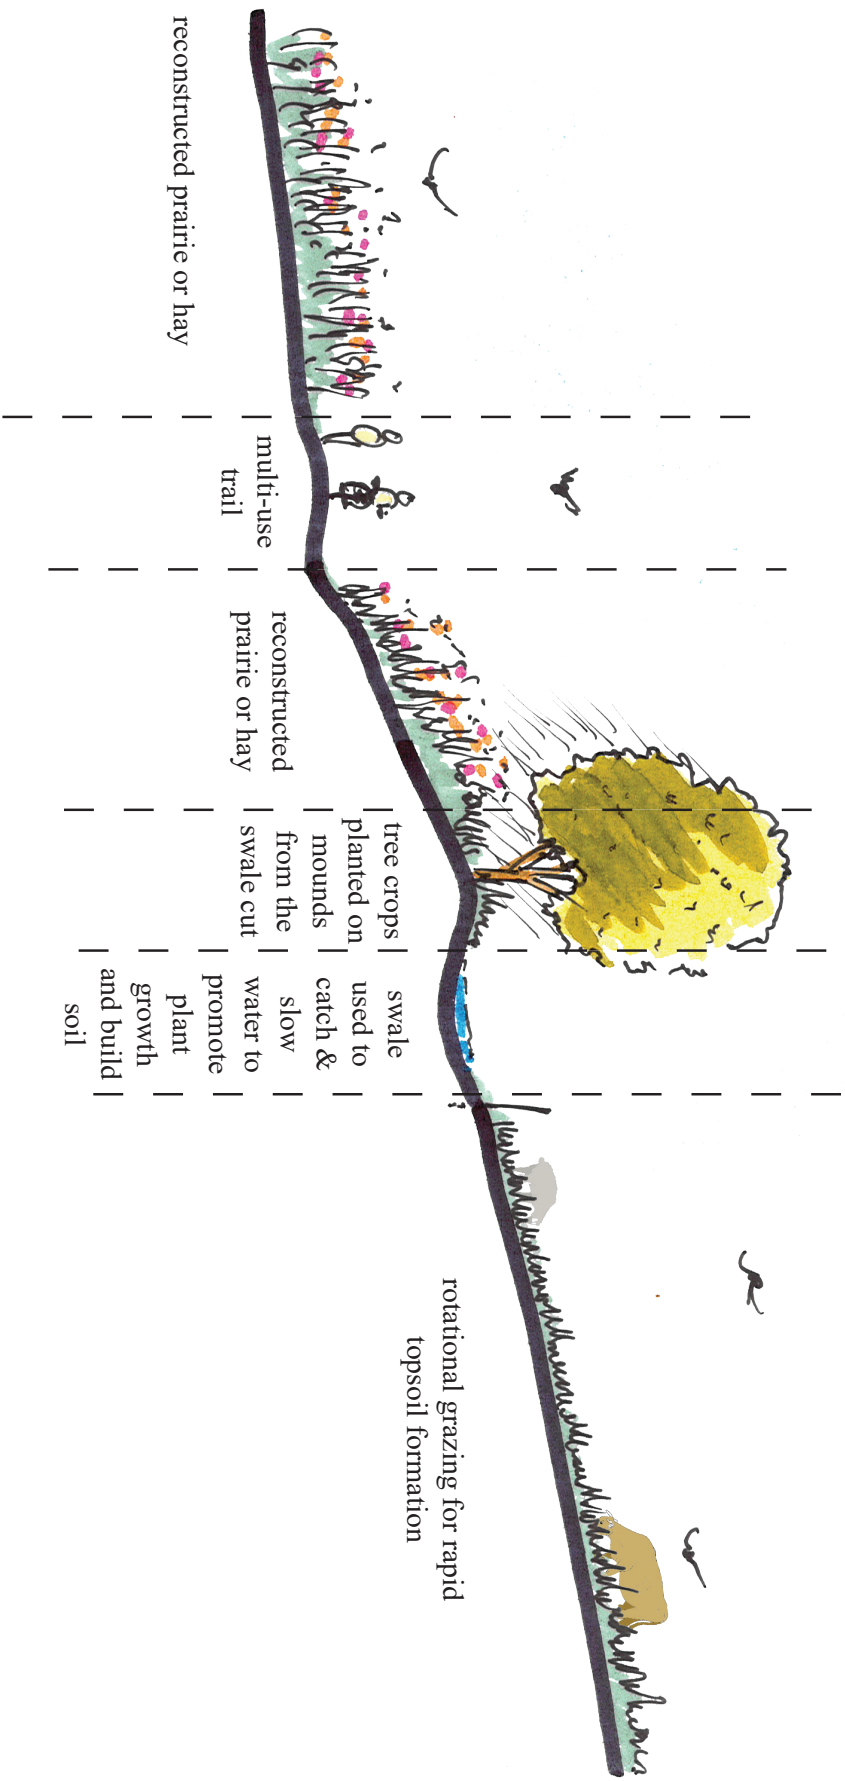 reconstructed prairie or hay
multi-use
trail
reconstructed
prairie or hay
tree crops
planted on
mounds
from the
swale cut
swale
used to
catch &
slow
water to
promote
plant
growth
and build
soil
rotational grazing for rapid
topsoil formation